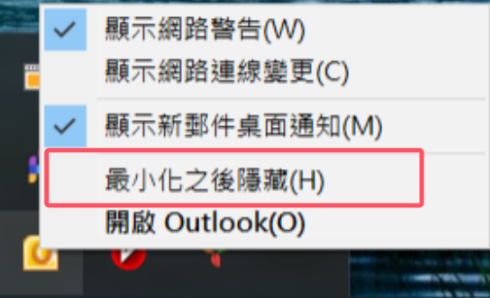 顯示網路警告(W)
顯示網路連線變更(C)
顯示新郵件桌面通知(M)
最小化之後隱藏(H)
開啟 Outlook(O)